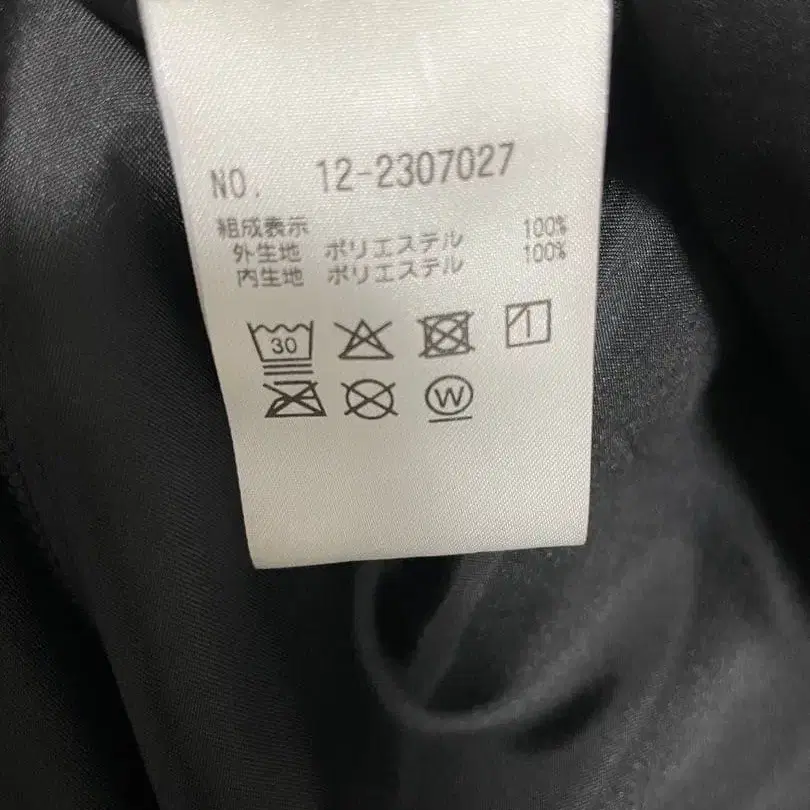 NO. 12-2307027
組成表示
外生地 ポリエステル 100%
内生地 ポリエステル 100%
30
W